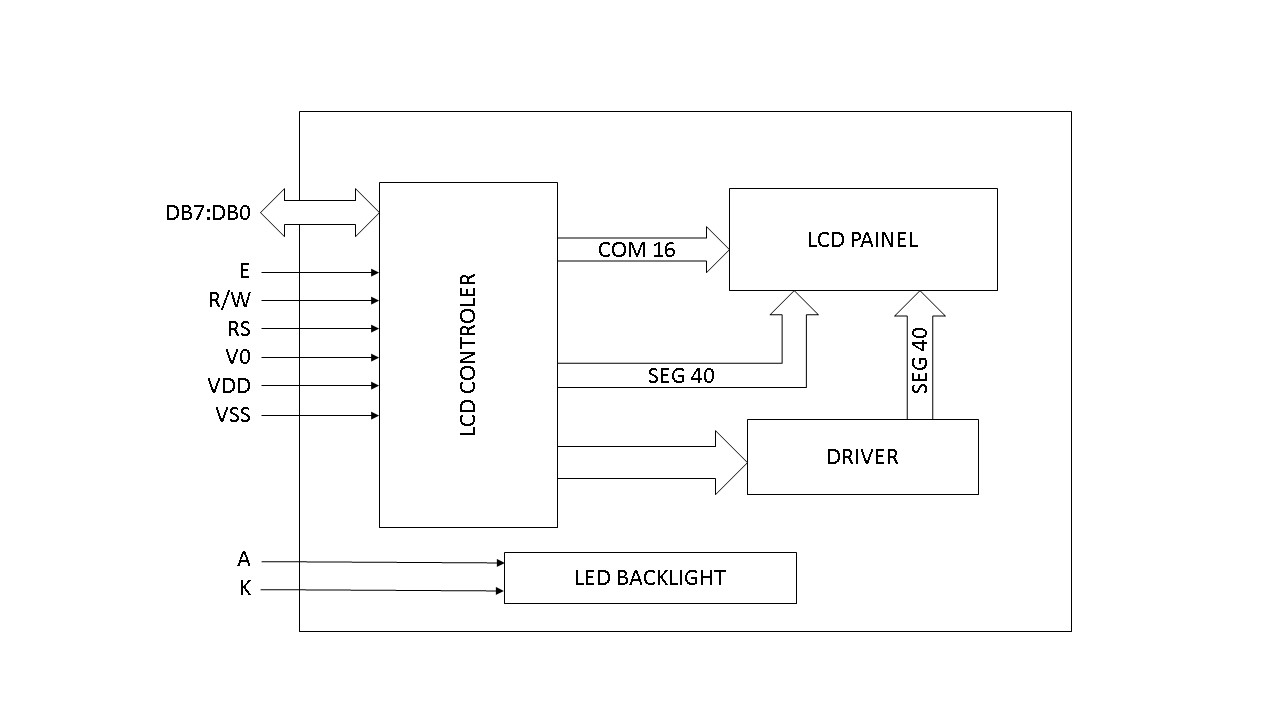 DB7:DB0
E
R/W
RS
V0
VDD
VSS
A
K
LCD CONTROLER
COM 16
SEG 40
LCD PAINEL
SEG 40
DRIVER
LED BACKLIGHT